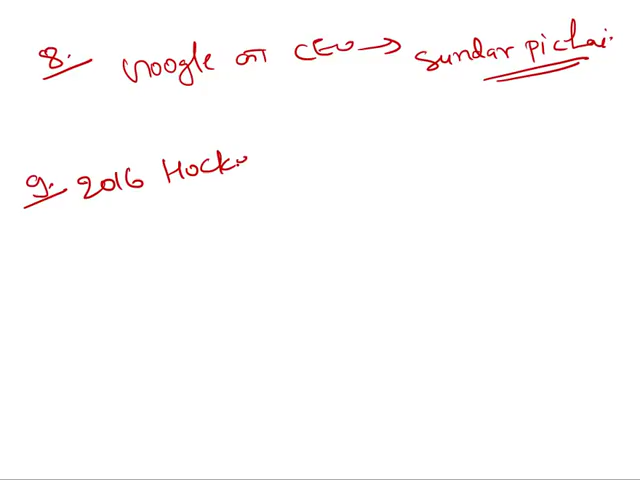 8. Google का CEO → Sundar pichai.
9. 2016 Hock